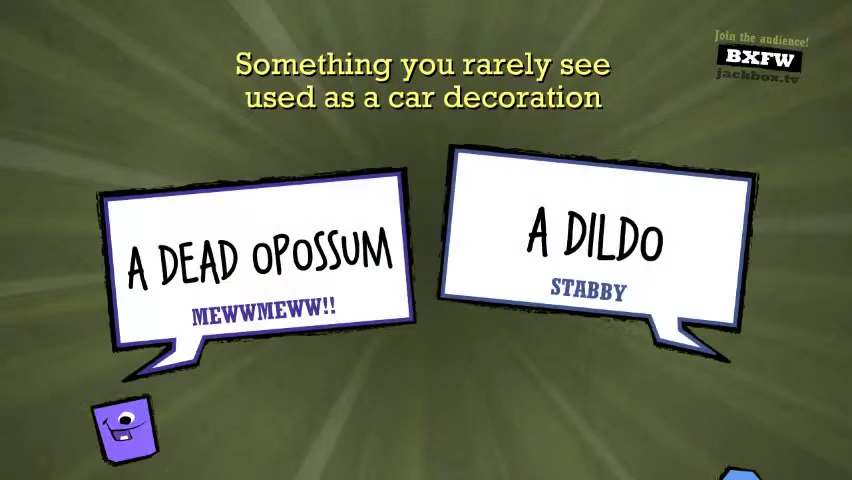 Join the audience!
BXFW
jackbox.tv
Something you rarely see
used as a car decoration
A DEAD OPOSSUM
MEWWMEWW!!
A DILDO
STABBY